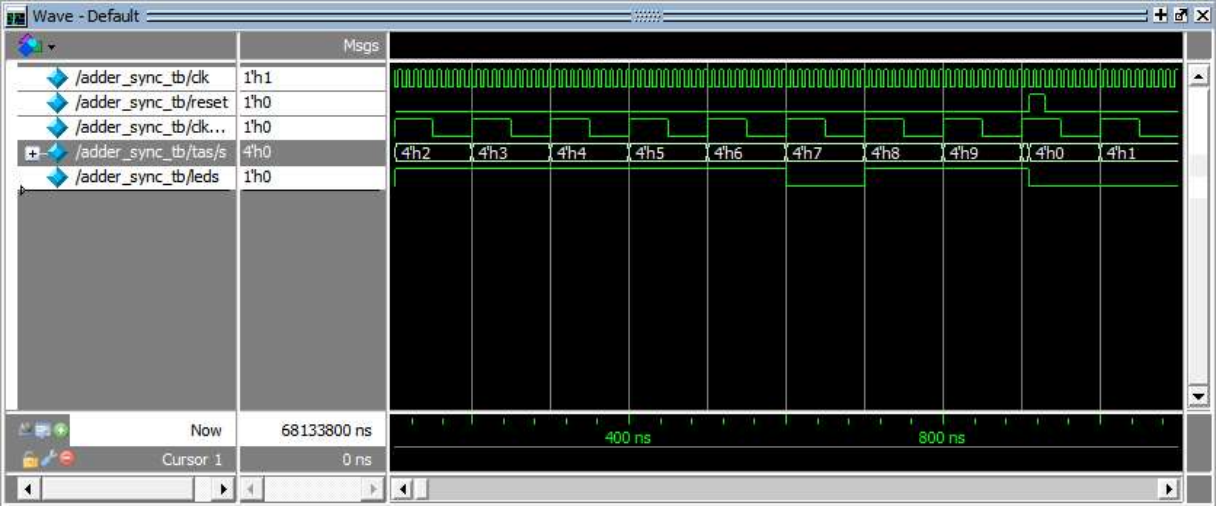 Wave - Default
Msgs
/adder_sync_tb/clk 1'h1
/adder_sync_tb/reset 1'h0
/adder_sync_tb/clk... 1'h0
/adder_sync_tb/tas/s 4'h0 4'h2 4'h3 4'h4 4'h5 4'h6 4'h7 4'h8 4'h9 4'h0 4'h1
/adder_sync_tb/leds 1'h0
Now 68133800 ns 400 ns 800 ns
Cursor 1 0 ns